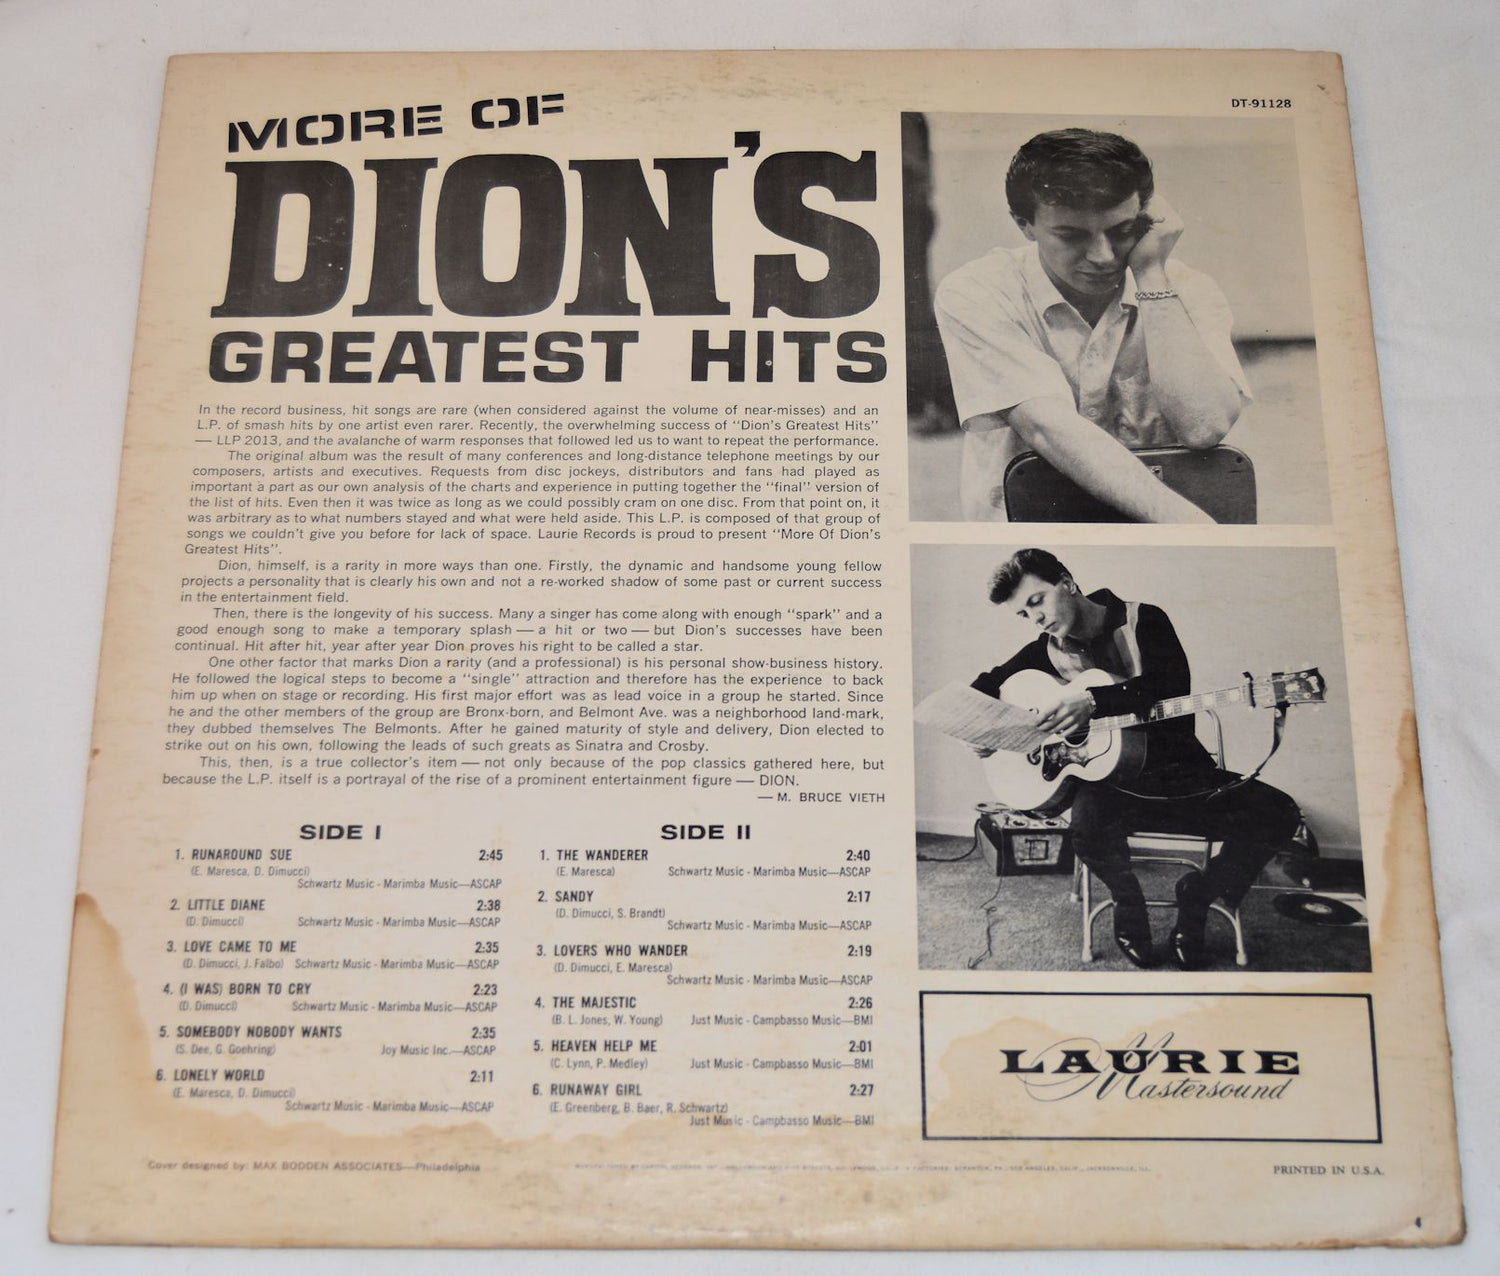 DT-91128
MORE OF
DION'S
GREATEST HITS
In the record business, hit songs are rare (when considered against the volume of near-misses) and an
L.P. of smash hits by one artist even rarer. Recently, the overwhelming success of "Dion's Greatest Hits"
— LLP 2013, and the avalanche of warm responses that followed led us to want to repeat the performance.
The original album was the result of many conferences and long-distance telephone meetings by our
composers, artists and executives. Requests from disc jockeys, distributors and fans had played as
important a part as our own analysis of the charts and experience in putting together the "final" version of
the list of hits. Even then it was twice as long as we could possibly cram on one disc. From that point on, it
was arbitrary as to what numbers stayed and what were held aside. This L.P. is composed of that group of
songs we couldn't give you before for lack of space. Laurie Records is proud to present "More Of Dion's
Greatest Hits".
Dion, himself, is a rarity in more ways than one. Firstly, the dynamic and handsome young fellow
projects a personality that is clearly his own and not a re-worked shadow of some past or current success
in the entertainment field.
Then, there is the longevity of his success. Many a singer has come along with enough "spark" and a
good enough song to make a temporary splash — a hit or two — but Dion's successes have been
continual. Hit after hit, year after year Dion proves his right to be called a star.
One other factor that marks Dion a rarity (and a professional) is his personal show-business history.
He followed the logical steps to become a "single" attraction and therefore has the experience to back
him up when on stage or recording. His first major effort was as lead voice in a group he started. Since
he and the other members of the group are Bronx-born, and Belmont Ave. was a neighborhood land-mark,
they dubbed themselves The Belmonts. After he gained maturity of style and delivery, Dion elected to
strike out on his own, following the leads of such greats as Sinatra and Crosby.
This, then, is a true collector's item — not only because of the pop classics gathered here, but
because the L.P. itself is a portrayal of the rise of a prominent entertainment figure — DION.
— M. BRUCE VIETH
SIDE I
1. RUNAROUND SUE 2:45
(E. Maresca, D. Dimucci)
Schwartz Music - Marimba Music—ASCAP
2. LITTLE DIANE 2:38
(D. Dimucci) Schwartz Music - Marimba Music—ASCAP
3. LOVE CAME TO ME 2:35
(D. Dimucci, J. Falbo) Schwartz Music - Marimba Music—ASCAP
4. (I WAS) BORN TO CRY 2:23
(D. Dimucci) Schwartz Music - Marimba Music—ASCAP
5. SOMEBODY NOBODY WANTS 2:35
(S. Dee, G. Goehring) Joy Music Inc.—ASCAP
6. LONELY WORLD 2:11
(E. Maresca, D. Dimucci)
Schwartz Music - Marimba Music—ASCAP
SIDE II
1. THE WANDERER 2:40
(E. Maresca) Schwartz Music - Marimba Music—ASCAP
2. SANDY 2:17
(D. Dimucci, S. Brandt)
Schwartz Music - Marimba Music—ASCAP
3. LOVERS WHO WANDER 2:19
(D. Dimucci, E. Maresca)
Schwartz Music - Marimba Music—ASCAP
4. THE MAJESTIC 2:26
(B. L. Jones, W. Young) Just Music - Campbasso Music—BMI
5. HEAVEN HELP ME 2:01
(C. Lynn, P. Medley) Just Music - Campbasso Music—BMI
6. RUNAWAY GIRL 2:27
(E. Greenberg, B. Baer, R. Schwartz)
Just Music - Campbasso Music—BMI
LAURIE
Mastersound
Cover designed by: MAX BODDEN ASSOCIATES—Philadelphia
PRINTED IN U.S.A.